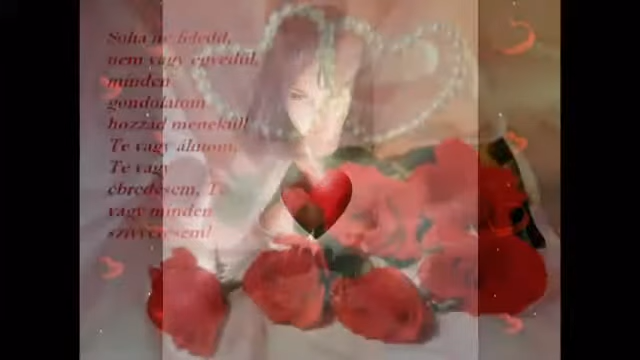 Soha ne feledd,
nem vagy egyedül,
minden
gondolatom
hozzád menekül!
Te vagy álmom,
Te vagy
ébredésem, Te
vagy minden
szívverésem!